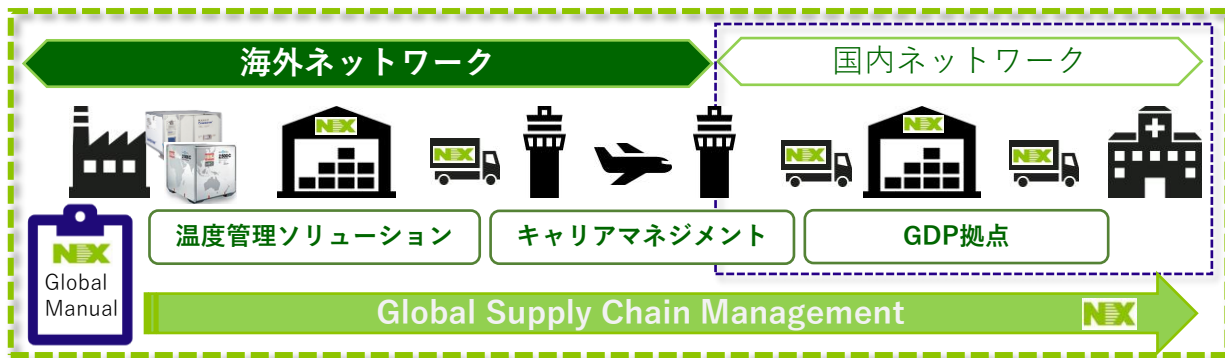 海外ネットワーク
国内ネットワーク
NX
NX
NX
NX
NX
温度管理ソリューション
キャリアマネジメント
GDP拠点
NX
Global
Manual
Global Supply Chain Management
NX